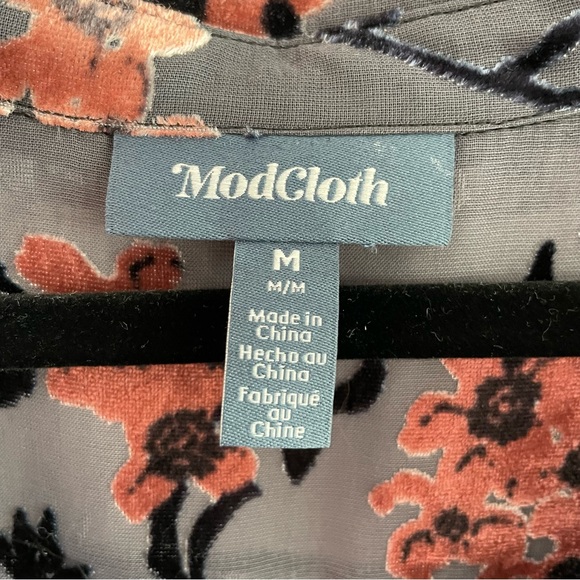 ModCloth
M
M/M
Made in
China
Hecho au
China
Fabriqué
au
Chine